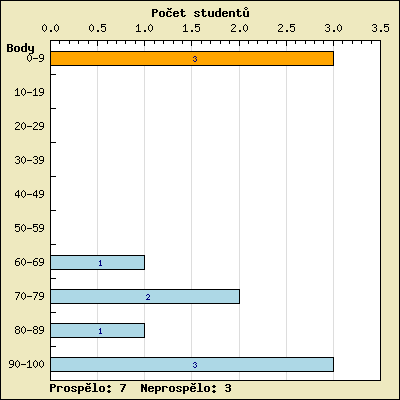 Počet studentů
0.0 0.5 1.0 1.5 2.0 2.5 3.0 3.5
Body
0-9 3
10-19
20-29
30-39
40-49
50-59
60-69 1
70-79 2
80-89 1
90-100 3
Prospělo: 7 Neprospělo: 3